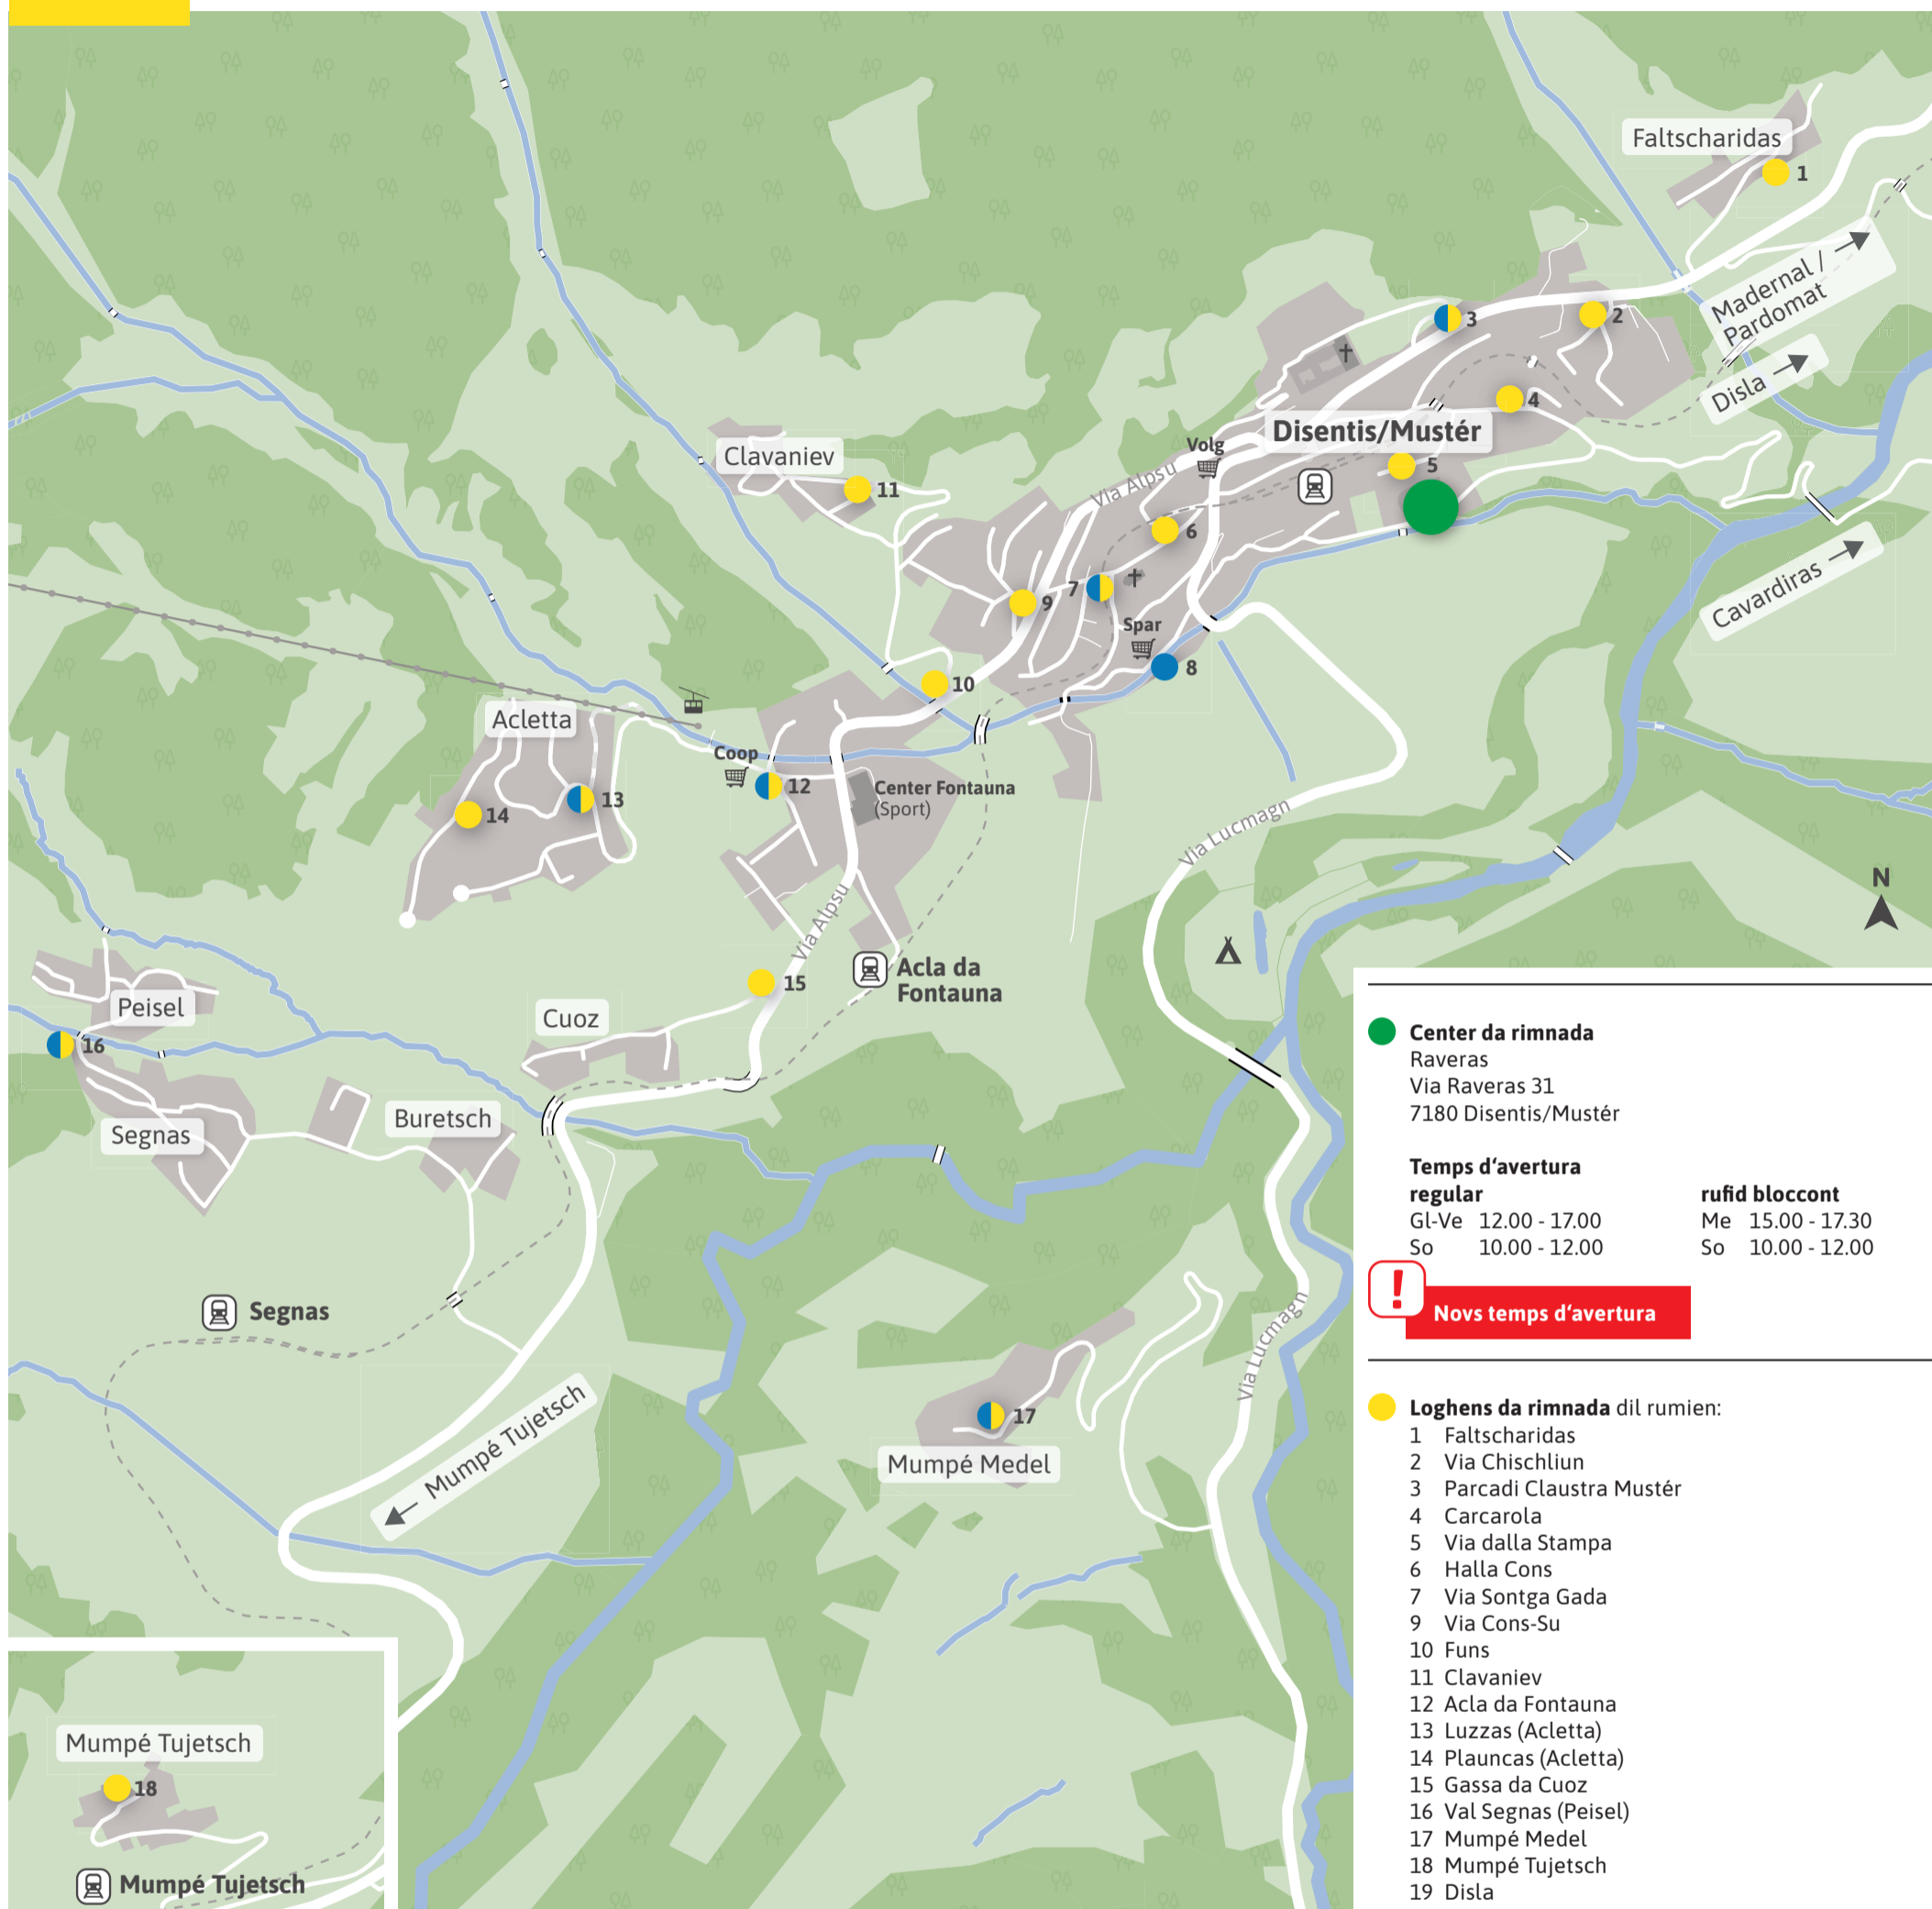 Faltscharidas
1
Madernal /
Pardomat
2
3
Disla
4
Disentis/Mustér
Volg
5
Via Alpsu
Clavaniev
11
6
Cavardiras
7
9
Spar
8
10
Acletta
Coop
12
Center Fontauna
(Sport)
13
14
Via Lucmagn
Via Alpsu
N
15
Acla da
Fontauna
Peisel
Cuoz
16
Buretsch
Segnas
Segnas
Via Lucmagn
Mumpé Tujetsch
17
Mumpé Medel
Mumpé Tujetsch
18
Mumpé Tujetsch
Center da rimnada
Raveras
Via Raveras 31
7180 Disentis/Mustér
Temps d‘avertura
regular
Gl-Ve 12.00 - 17.00
So 10.00 - 12.00
rufid bloccont
Me 15.00 - 17.30
So 10.00 - 12.00
!
Novs temps d‘avertura
Loghens da rimnada dil rumien:
1 Faltscharidas
2 Via Chischliun
3 Parcadi Claustra Mustér
4 Carcarola
5 Via dalla Stampa
6 Halla Cons
7 Via Sontga Gada
9 Via Cons-Su
10 Funs
11 Clavaniev
12 Acla da Fontauna
13 Luzzas (Acletta)
14 Plauncas (Acletta)
15 Gassa da Cuoz
16 Val Segnas (Peisel)
17 Mumpé Medel
18 Mumpé Tujetsch
19 Disla